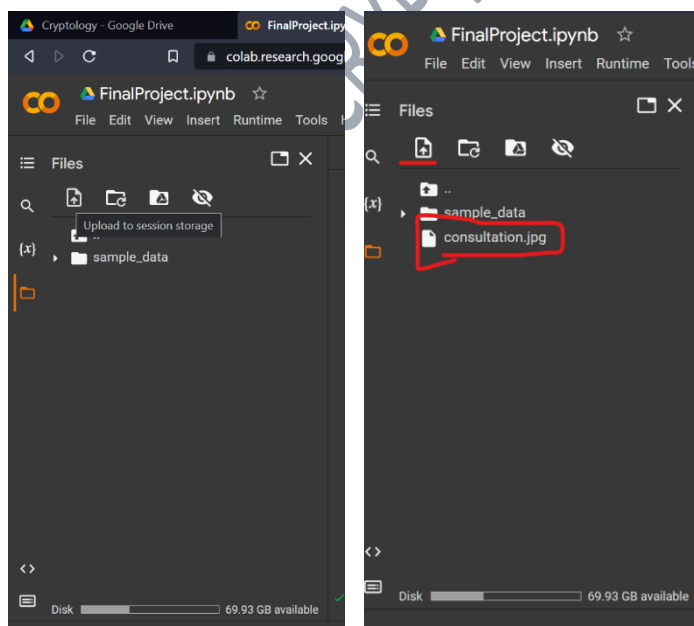 Cryptology - Google Drive
FinalProject.ipy
colab.research.goog
FinalProject.ipynb
File Edit View Insert Runtime Tools
Files
Upload to session storage
..
{x}
sample_data
<>
Disk
69.93 GB available
FinalProject.ipynb
File Edit View Insert Runtime Tools
Files
..
{x}
sample_data
consultation.jpg
<>
Disk
69.93 GB available